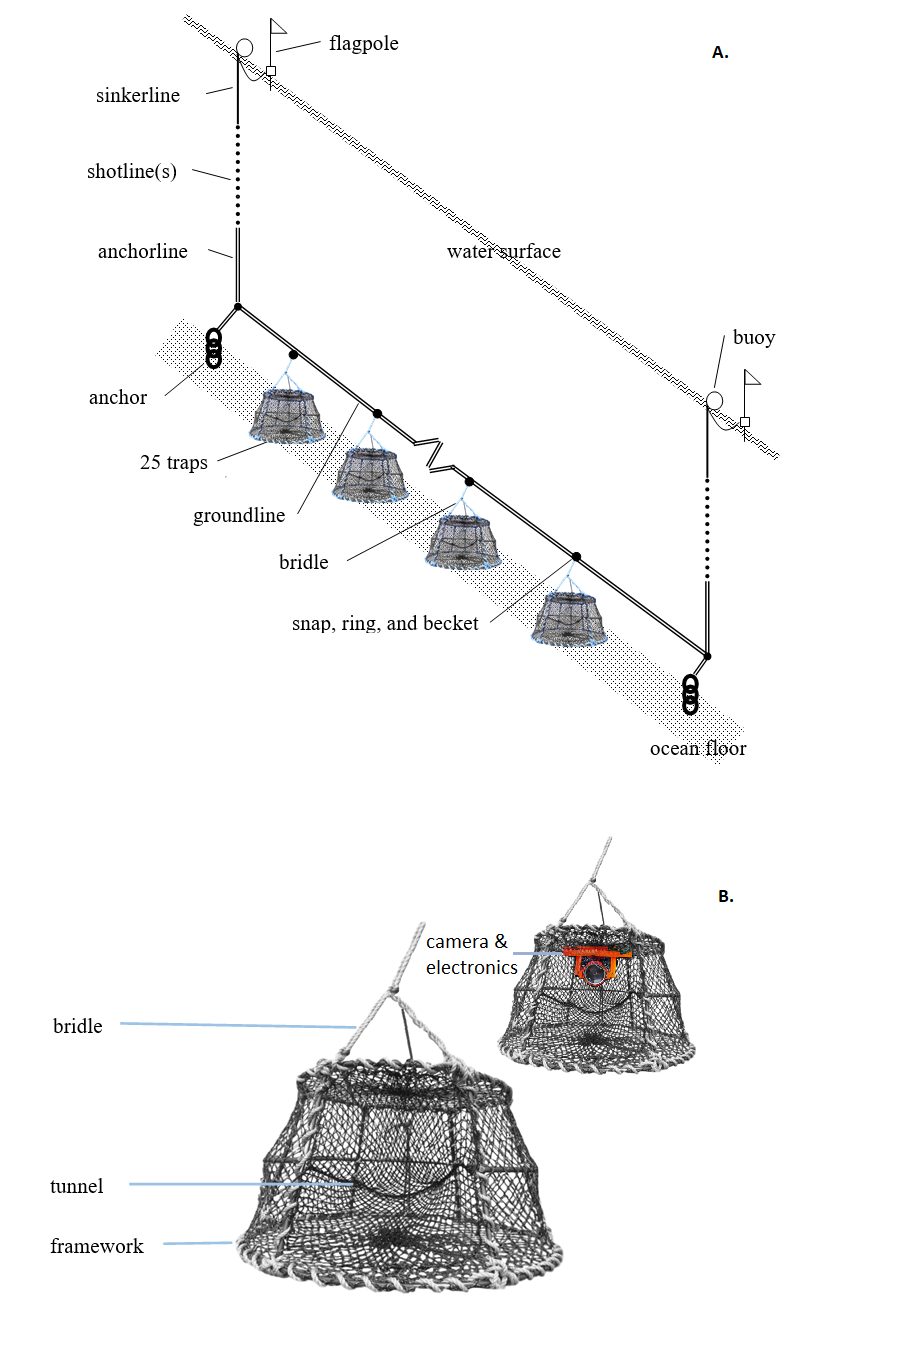 A.
flagpole
sinkerline
shotline(s)
anchorline
water surface
buoy
anchor
25 traps
groundline
bridle
snap, ring, and becket
ocean floor
B.
camera &
electronics
bridle
tunnel
framework